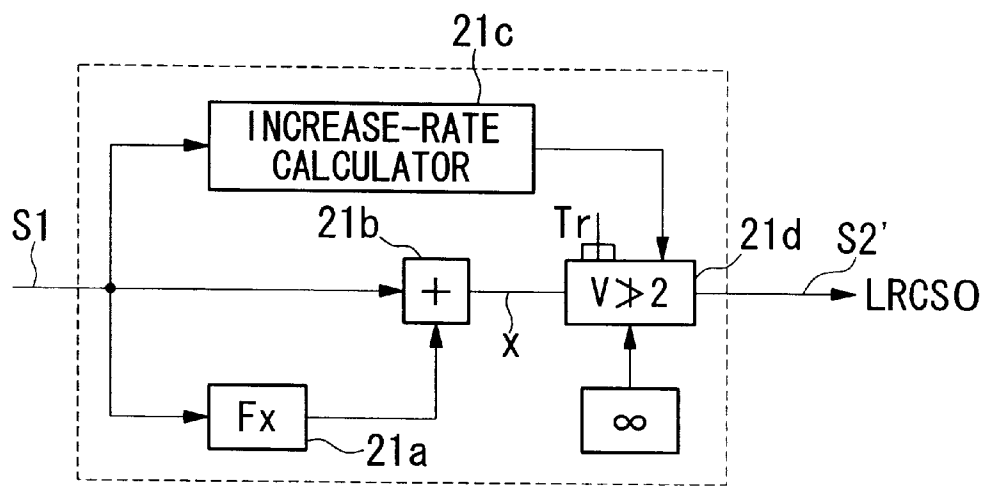 21c
INCREASE-RATE
CALCULATOR
S1
21b
Tr
21d
S2'
+
V≯2
LRCSO
X
Fx
21a
∞